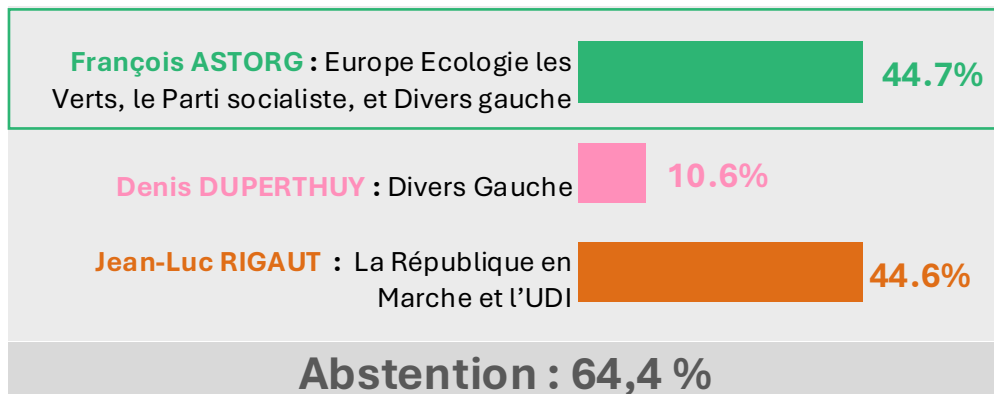 François ASTORG : Europe Ecologie les
Verts, le Parti socialiste, et Divers gauche
44.7%
Denis DUPERTHUY : Divers Gauche
10.6%
Jean-Luc RIGAUT : La République en
Marche et l’UDI
44.6%
Abstention : 64,4 %